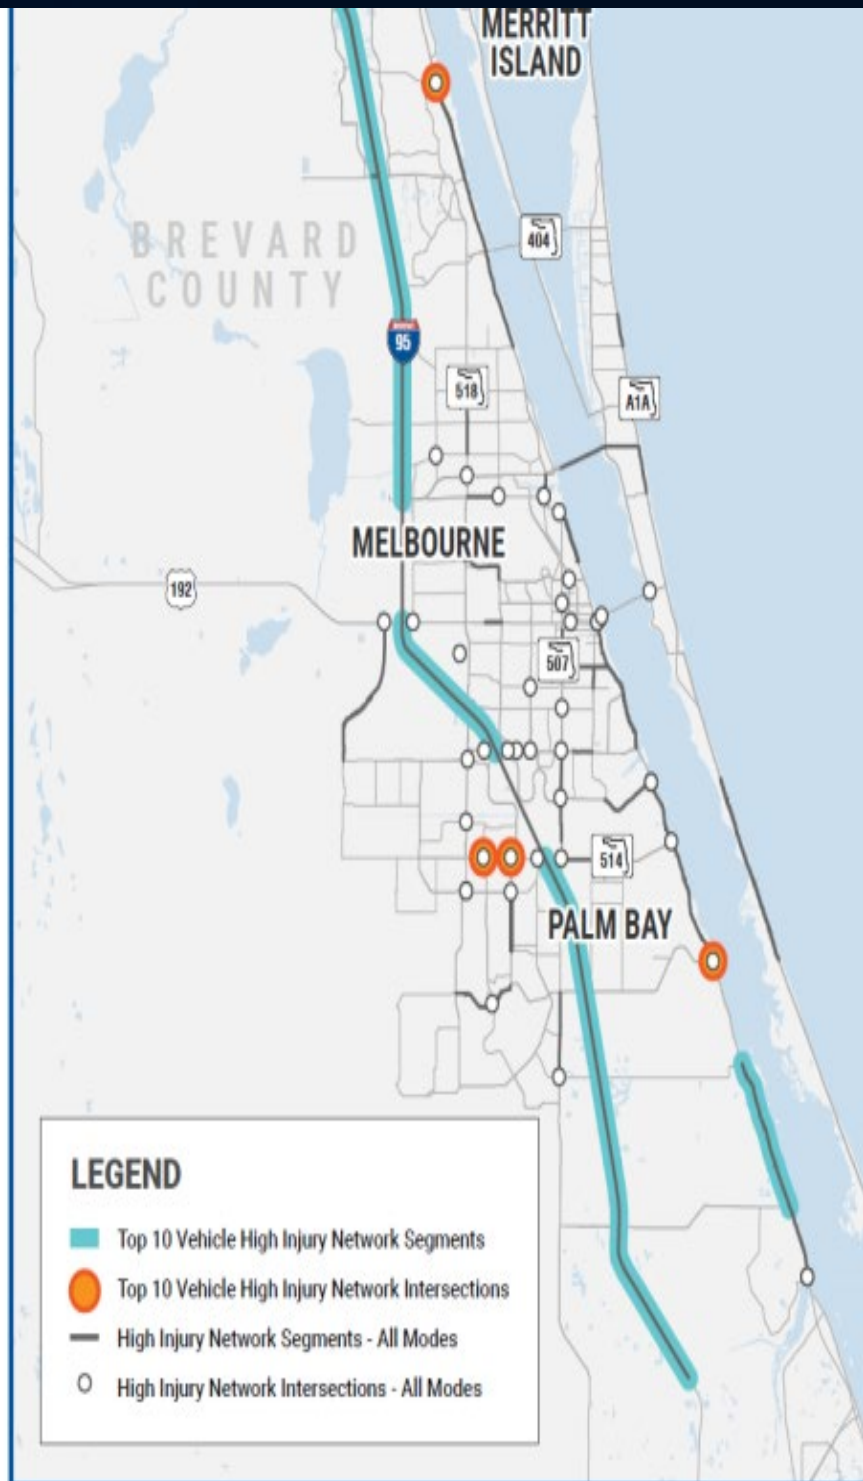 MERRITT
ISLAND
BREVARD
COUNTY
404
95
518
A1A
MELBOURNE
192
507
514
PALM BAY
LEGEND
Top 10 Vehicle High Injury Network Segments
Top 10 Vehicle High Injury Network Intersections
High Injury Network Segments - All Modes
High Injury Network Intersections - All Modes